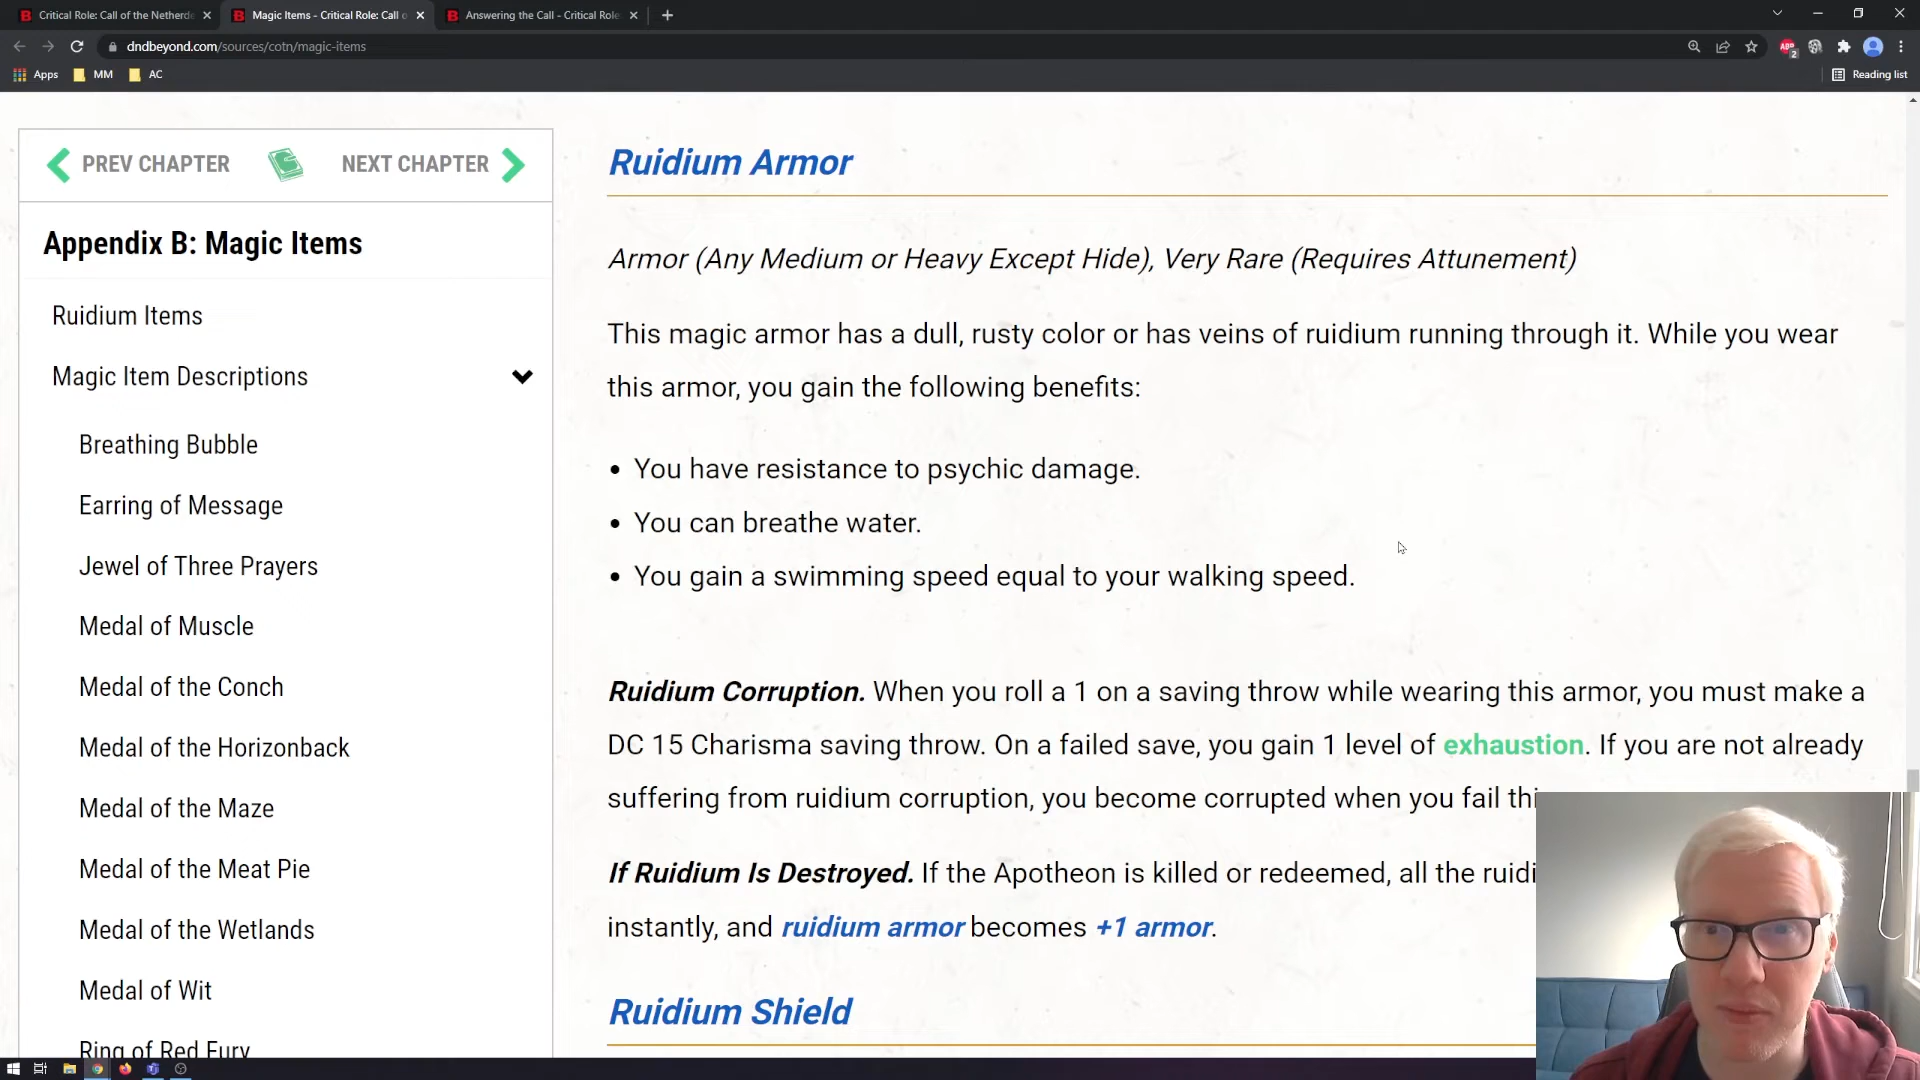 Critical Role: Call of the Netherde
Magic Items - Critical Role: Call o
Answering the Call - Critical Role:
dndbeyond.com/sources/cotn/magic-items
ABP
2
Apps
MM
AC
Reading list
PREV CHAPTER
NEXT CHAPTER
Appendix B: Magic Items
Ruidium Items
Magic Item Descriptions
Breathing Bubble
Earring of Message
Jewel of Three Prayers
Medal of Muscle
Medal of the Conch
Medal of the Horizonback
Medal of the Maze
Medal of the Meat Pie
Medal of the Wetlands
Medal of Wit
Ring of Red Fury
Ruidium Armor
Armor (Any Medium or Heavy Except Hide), Very Rare (Requires Attunement)
This magic armor has a dull, rusty color or has veins of ruidium running through it. While you wear
this armor, you gain the following benefits:
• You have resistance to psychic damage.
• You can breathe water.
• You gain a swimming speed equal to your walking speed.
Ruidium Corruption. When you roll a 1 on a saving throw while wearing this armor, you must make a
DC 15 Charisma saving throw. On a failed save, you gain 1 level of exhaustion. If you are not already
suffering from ruidium corruption, you become corrupted when you fail thi
If Ruidium Is Destroyed. If the Apotheon is killed or redeemed, all the ruidi
instantly, and ruidium armor becomes +1 armor.
Ruidium Shield